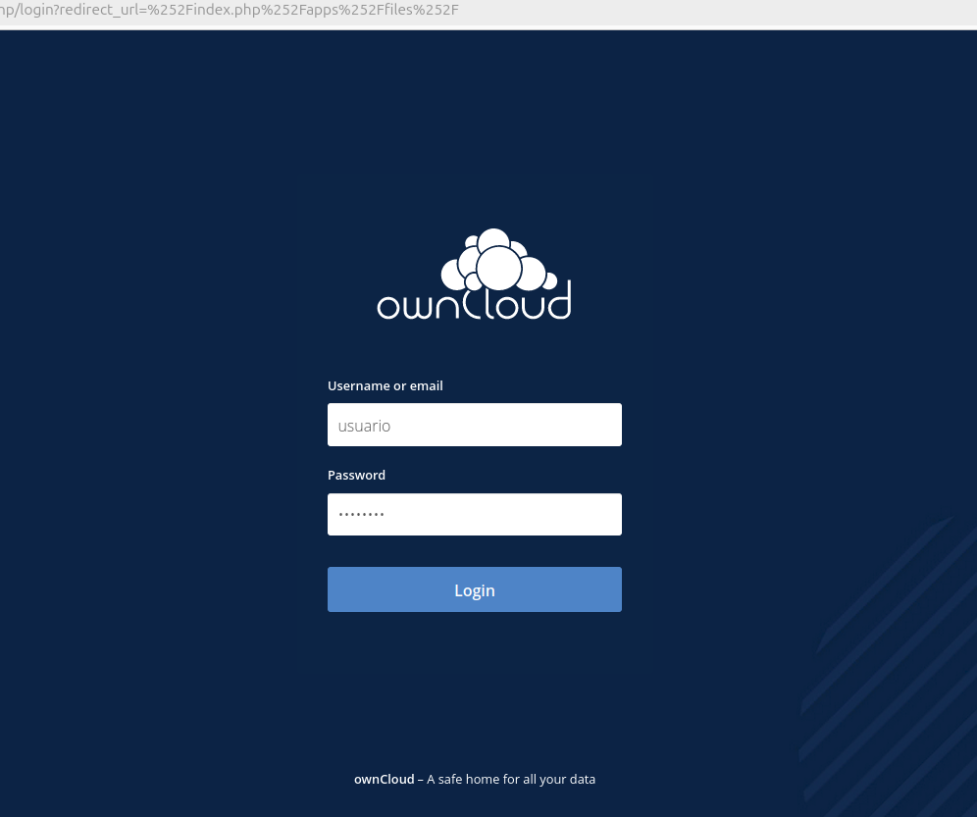 np/login?redirect_url=%252Findex.php%252Fapps%252Ffiles%252F
ownCloud
Username or email
usuario
Password
········
Login
ownCloud – A safe home for all your data